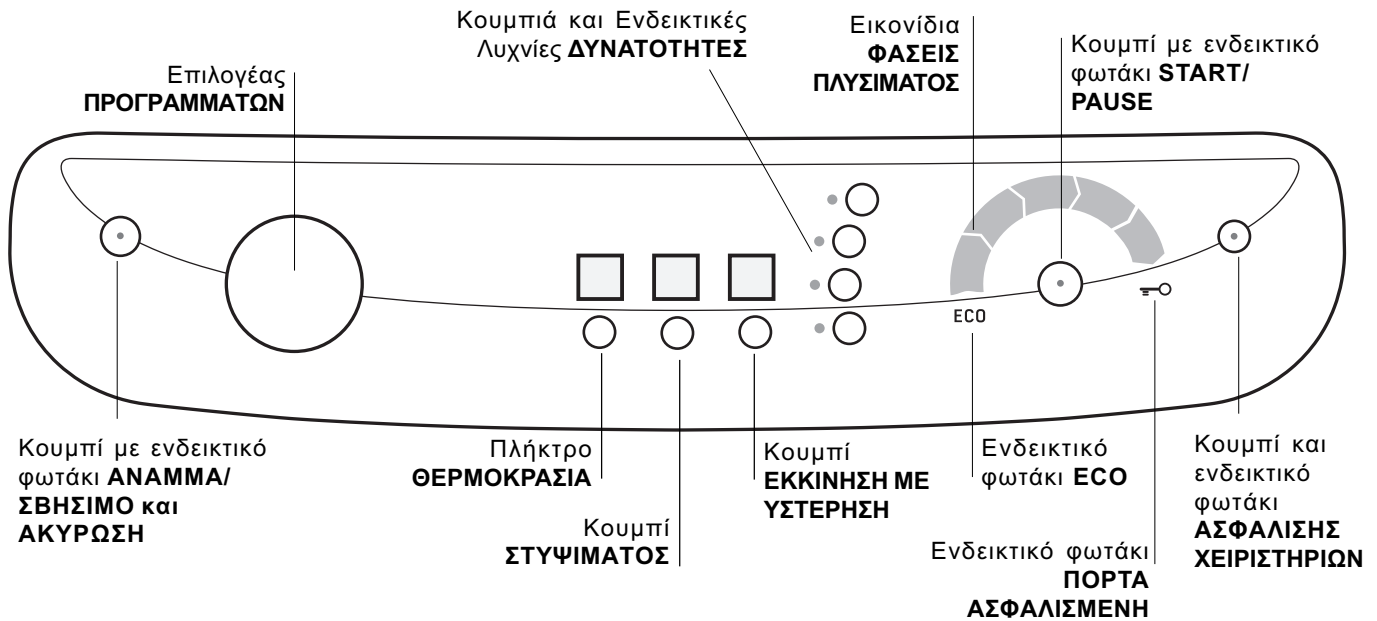 Κουμπιά και Ενδεικτικές
Λυχνίες ΔΥΝΑΤΟΤΗΤΕΣ
Εικονίδια
ΦΑΣΕΙΣ
ΠΛΥΣΙΜΑΤΟΣ
Κουμπί με ενδεικτικό
φωτάκι START/
PAUSE
Επιλογέας
ΠΡΟΓΡΑΜΜΑΤΩΝ
ECO
Κουμπί με ενδεικτικό
φωτάκι ΑΝΑΜΜΑ/
ΣΒΗΣΙΜΟ και
ΑΚΥΡΩΣΗ
Πλήκτρο
ΘΕΡΜΟΚΡΑΣΙΑ
Κουμπί
ΣΤΥΨΙΜΑΤΟΣ
Κουμπί
ΕΚΚΙΝΗΣΗ ΜΕ
ΥΣΤΕΡΗΣΗ
Ενδεικτικό
φωτάκι ECO
Ενδεικτικό φωτάκι
ΠΟΡΤΑ
ΑΣΦΑΛΙΣΜΕΝΗ
Κουμπί και
ενδεικτικό
φωτάκι
ΑΣΦΑΛΙΣΗΣ
ΧΕΙΡΙΣΤΗΡΙΩΝ